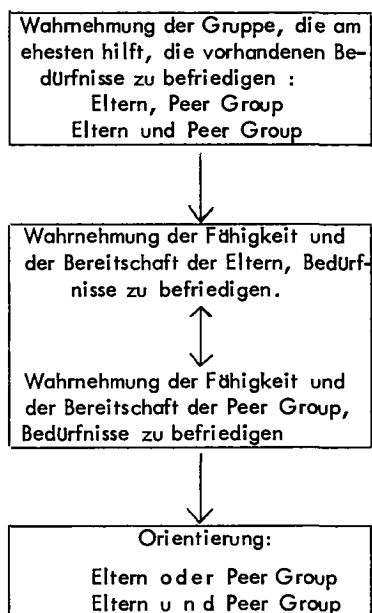 Wahrnehmung der Gruppe, die am
ehesten hilft, die vorhandenen Be-
dürfnisse zu befriedigen :
Eltern, Peer Group
Eltern und Peer Group
Wahrnehmung der Fähigkeit und
der Bereitschaft der Eltern, Bedürf-
nisse zu befriedigen.
Wahrnehmung der Fähigkeit und
der Bereitschaft der Peer Group,
Bedürfnisse zu befriedigen
Orientierung:
Eltern o d e r Peer Group
Eltern u n d Peer Group